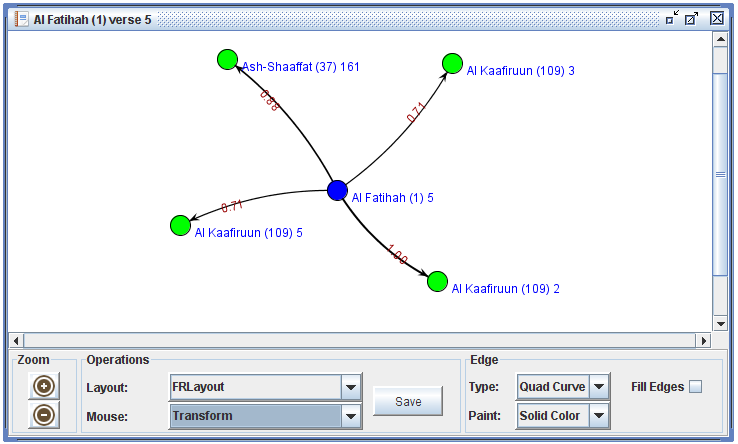 Al Fatihah (1) verse 5
Ash-Shaaffat (37) 161
Al Kaafiruun (109) 3
0.88
0.71
Al Fatihah (1) 5
0.71
Al Kaafiruun (109) 5
1.00
Al Kaafiruun (109) 2
Zoom
Operations
Layout:
FRLayout
Mouse:
Transform
Save
Edge
Type:
Quad Curve
Fill Edges
Paint:
Solid Color